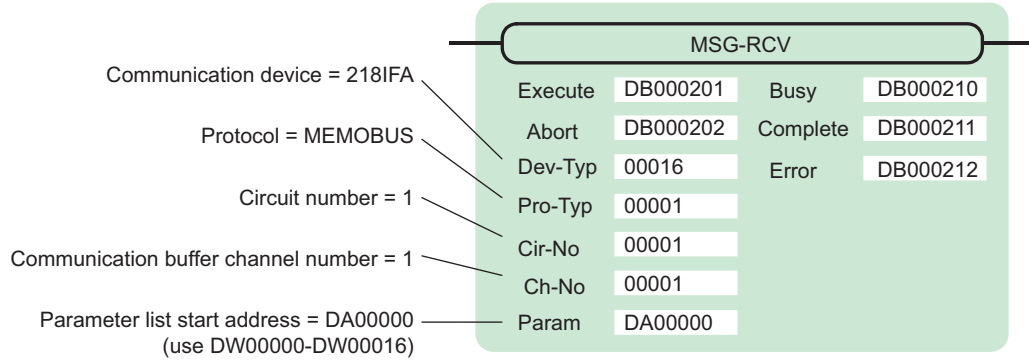 MSG-RCV
Communication device = 218IFA
Protocol = MEMOBUS
Circuit number = 1
Communication buffer channel number = 1
Parameter list start address = DA00000
(use DW00000-DW00016)
Execute DB000201 Busy DB000210
Abort DB000202 Complete DB000211
Dev-Typ 00016 Error DB000212
Pro-Typ 00001
Cir-No 00001
Ch-No 00001
Param DA00000